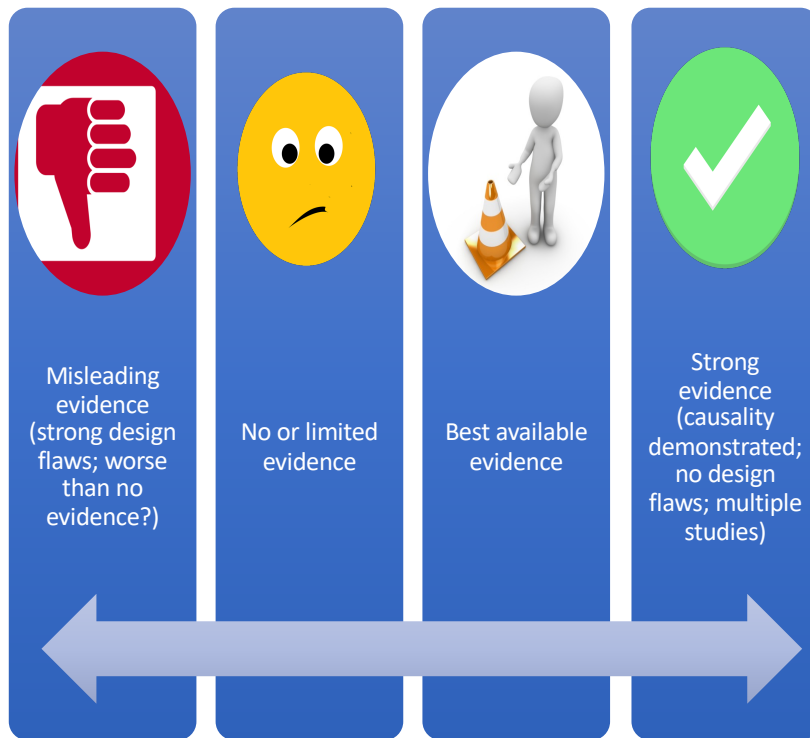 Misleading
evidence
(strong design
flaws; worse
than no
evidence?)
No or limited
evidence
Best available
evidence
Strong
evidence
(causality
demonstrated;
no design
flaws; multiple
studies)